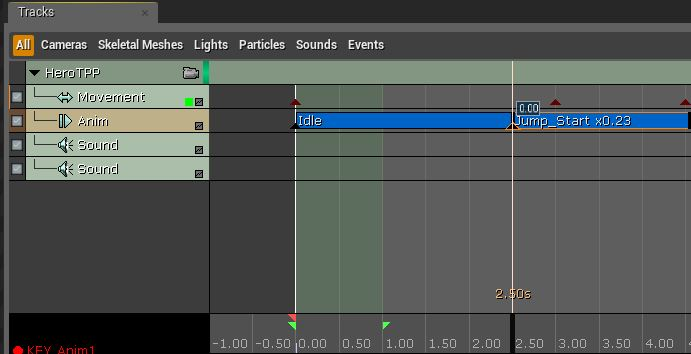 Tracks
All Cameras Skeletal Meshes Lights Particles Sounds Events
HeroTPP
Movement
0.00
Anim Idle Jump_Start x0.23
Sound
Sound
2.50s
-1.00 -0.50 0.00 0.50 1.00 1.50 2.00 2.50 3.00 3.50 4.00
KEY_Anim1